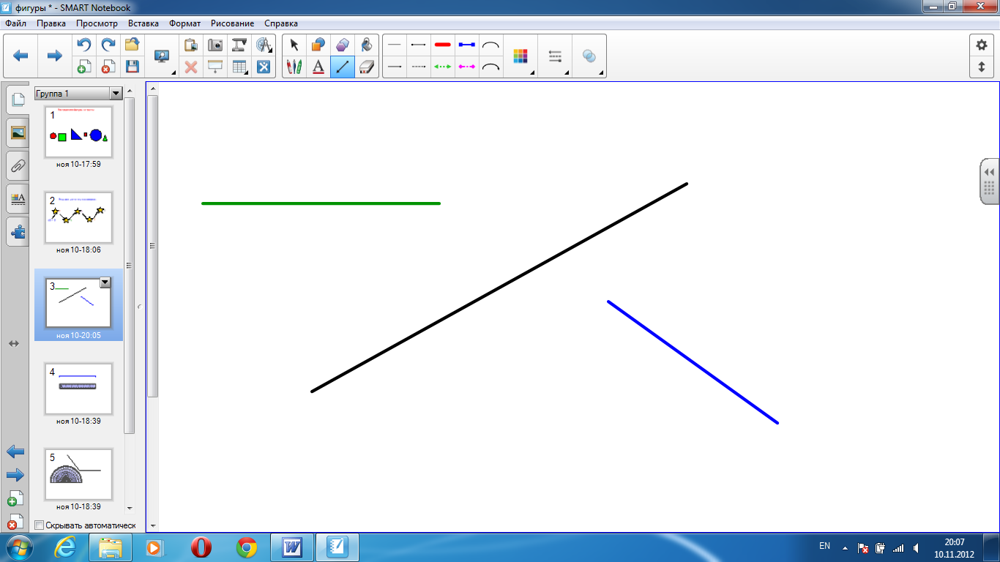 фигуры * - SMART Notebook
Файл Правка Просмотр Вставка Формат Рисование Справка
Группа 1
1
ноя 10-17:59
2
ноя 10-18:06
3
ноя 10-20:05
4
ноя 10-18:39
5
ноя 10-18:39
Скрывать автоматическ
EN
20:07
10.11.2012